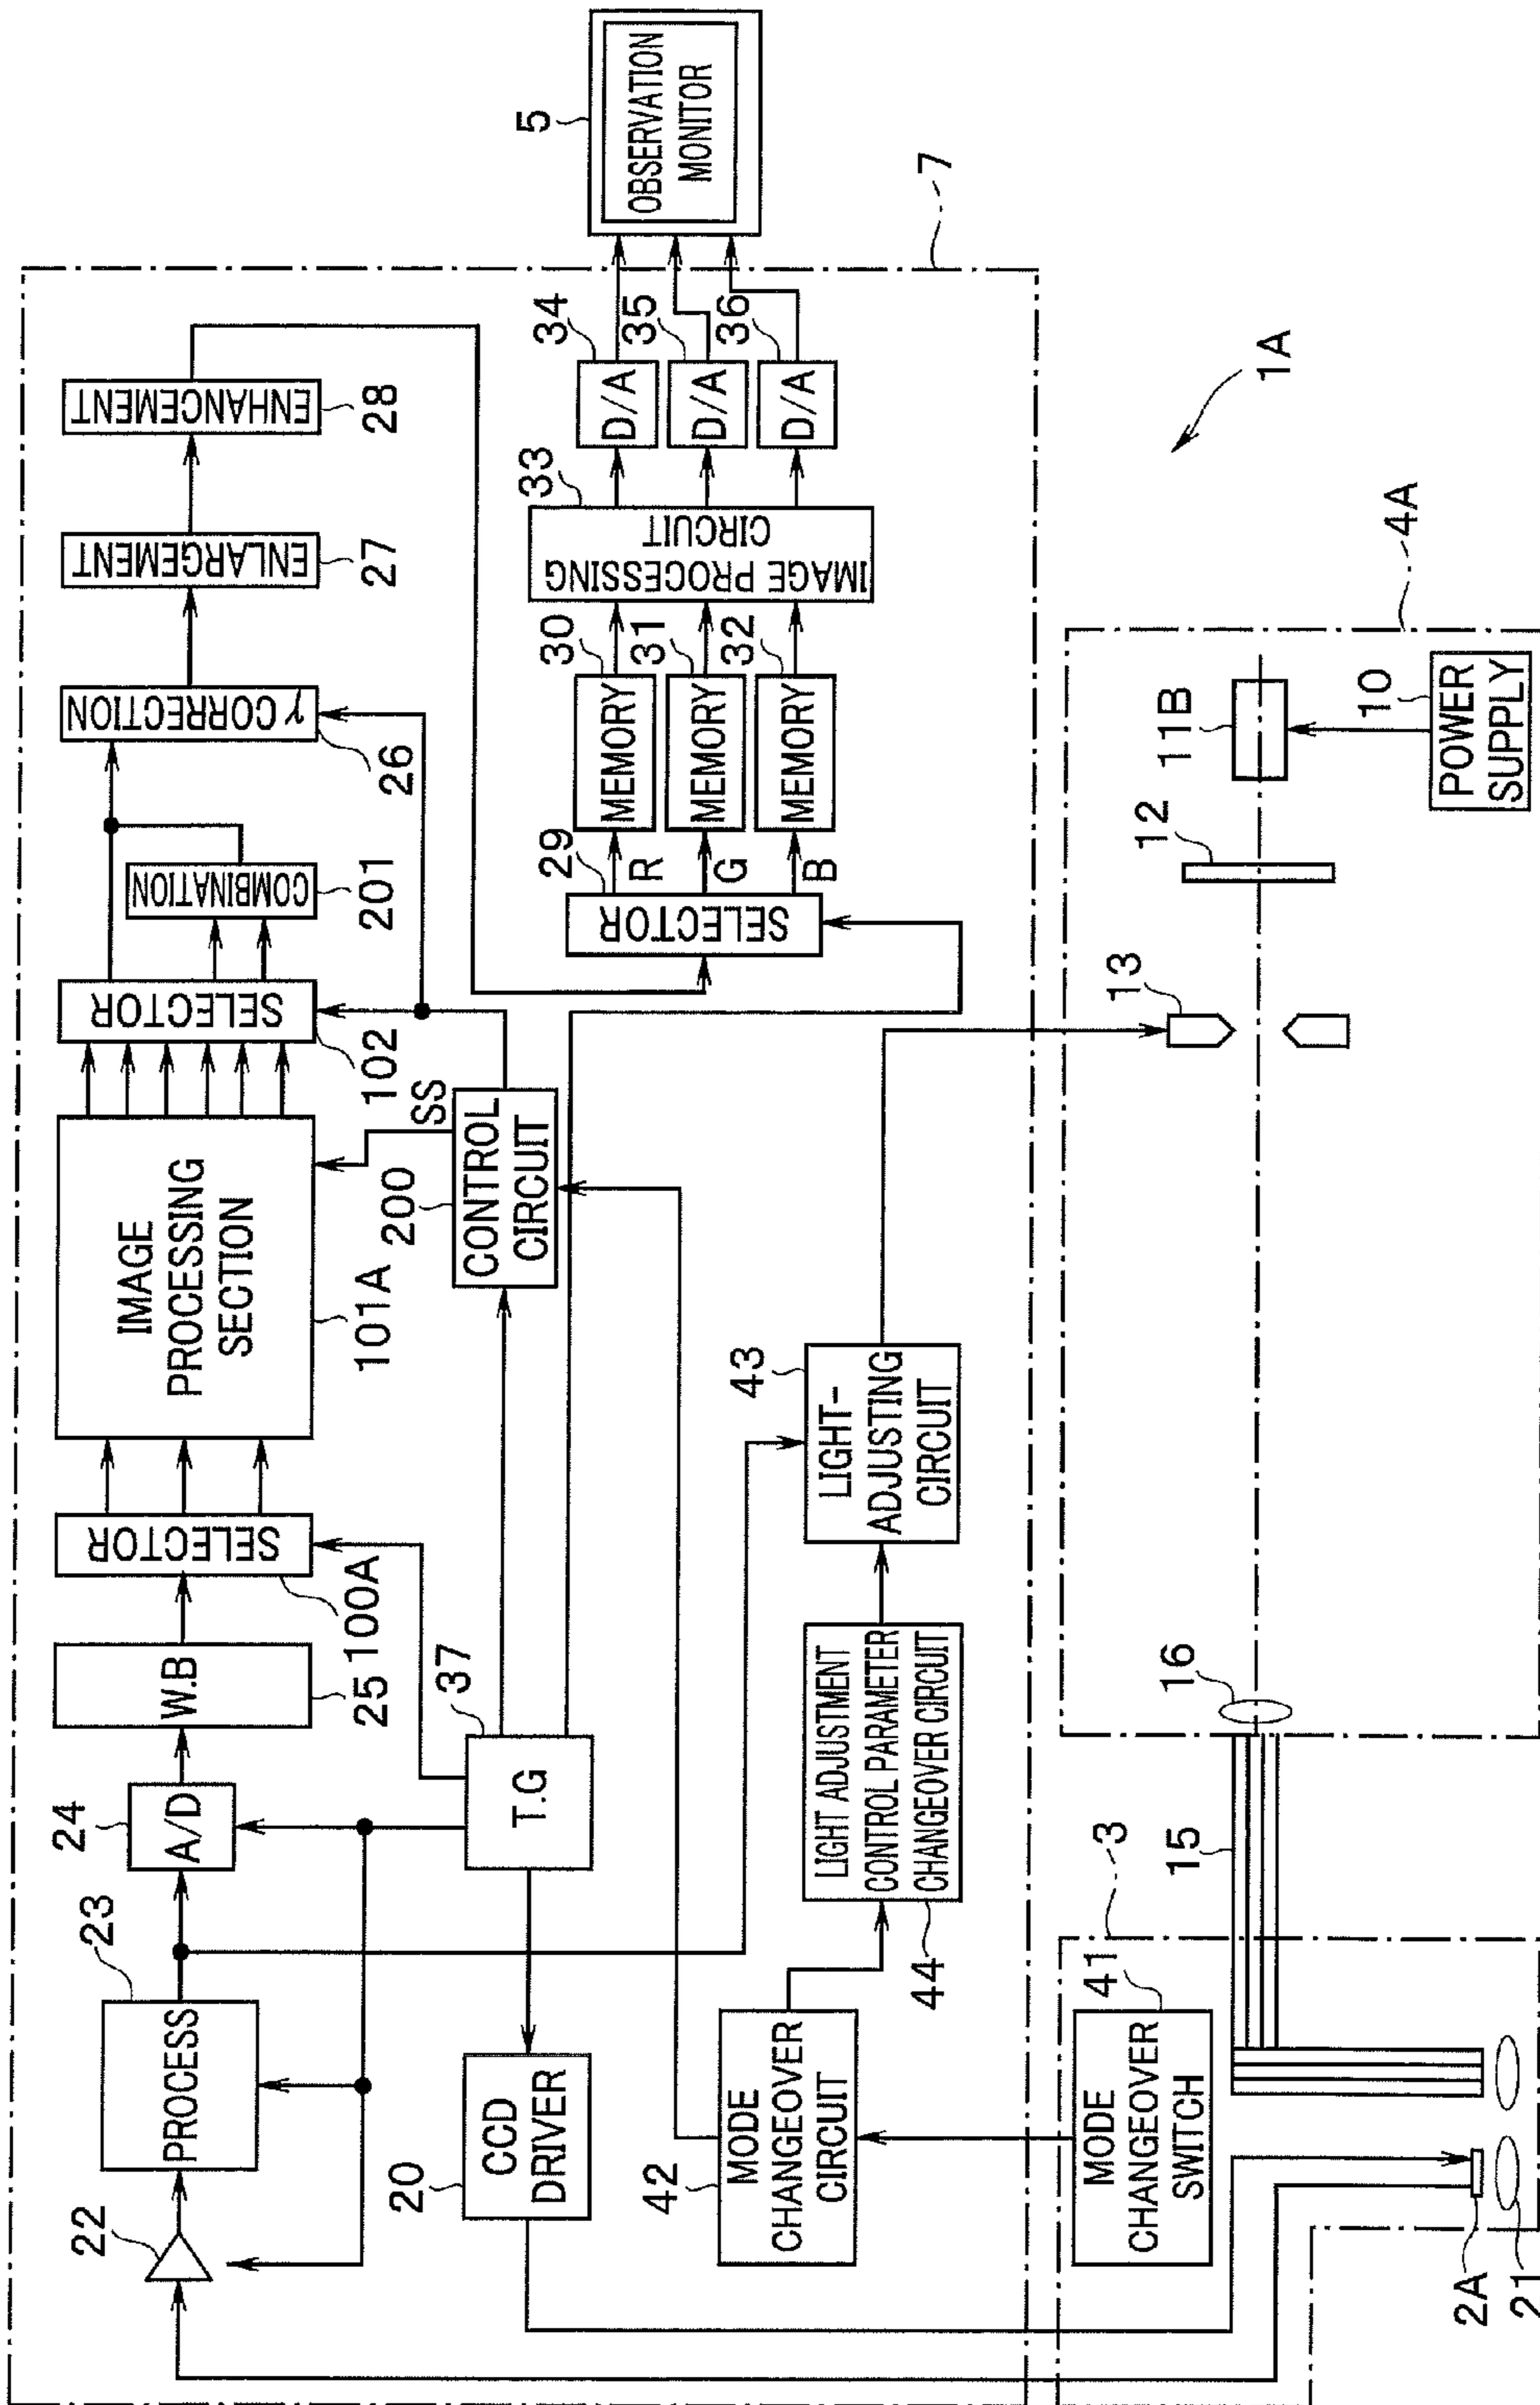 22
23
PROCESS
24
A/D
W.B
25
SELECTOR
100A
IMAGE
PROCESSING
SECTION
101A
SELECTOR
102
COMBINATION
201
γ CORRECTION
26
ENLARGEMENT
27
ENHANCEMENT
28
20
CCD
DRIVER
37
T.G
200
SS
CONTROL
CIRCUIT
29
SELECTOR
R
G
B
30
MEMORY
31
MEMORY
32
MEMORY
33
IMAGE PROCESSING
CIRCUIT
34
D/A
35
D/A
36
D/A
5
OBSERVATION
MONITOR
7
42
MODE
CHANGEOVER
CIRCUIT
44
LIGHT ADJUSTMENT
CONTROL PARAMETER
CHANGEOVER CIRCUIT
43
LIGHT-
ADJUSTING
CIRCUIT
1A
3
41
MODE
CHANGEOVER
SWITCH
2A
21
15
16
13
12
11B
10
POWER
SUPPLY
4A